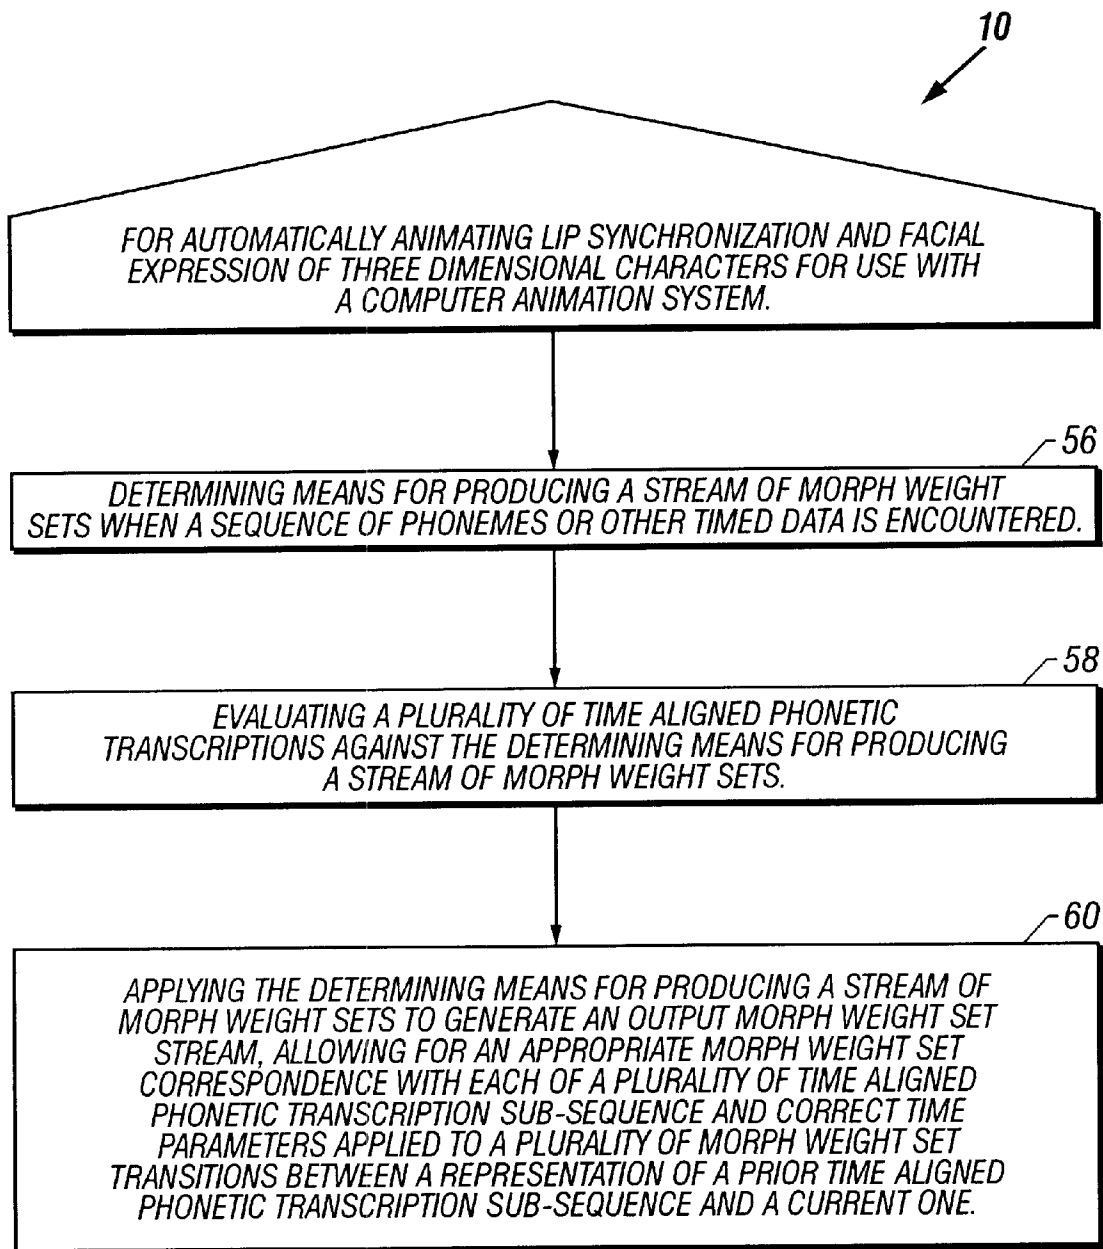 10
FOR AUTOMATICALLY ANIMATING LIP SYNCHRONIZATION AND FACIAL
EXPRESSION OF THREE DIMENSIONAL CHARACTERS FOR USE WITH
A COMPUTER ANIMATION SYSTEM.
56
DETERMINING MEANS FOR PRODUCING A STREAM OF MORPH WEIGHT
SETS WHEN A SEQUENCE OF PHONEMES OR OTHER TIMED DATA IS ENCOUNTERED.
58
EVALUATING A PLURALITY OF TIME ALIGNED PHONETIC
TRANSCRIPTIONS AGAINST THE DETERMINING MEANS FOR PRODUCING
A STREAM OF MORPH WEIGHT SETS.
60
APPLYING THE DETERMINING MEANS FOR PRODUCING A STREAM OF
MORPH WEIGHT SETS TO GENERATE AN OUTPUT MORPH WEIGHT SET
STREAM, ALLOWING FOR AN APPROPRIATE MORPH WEIGHT SET
CORRESPONDENCE WITH EACH OF A PLURALITY OF TIME ALIGNED
PHONETIC TRANSCRIPTION SUB-SEQUENCE AND CORRECT TIME
PARAMETERS APPLIED TO A PLURALITY OF MORPH WEIGHT SET
TRANSITIONS BETWEEN A REPRESENTATION OF A PRIOR TIME ALIGNED
PHONETIC TRANSCRIPTION SUB-SEQUENCE AND A CURRENT ONE.